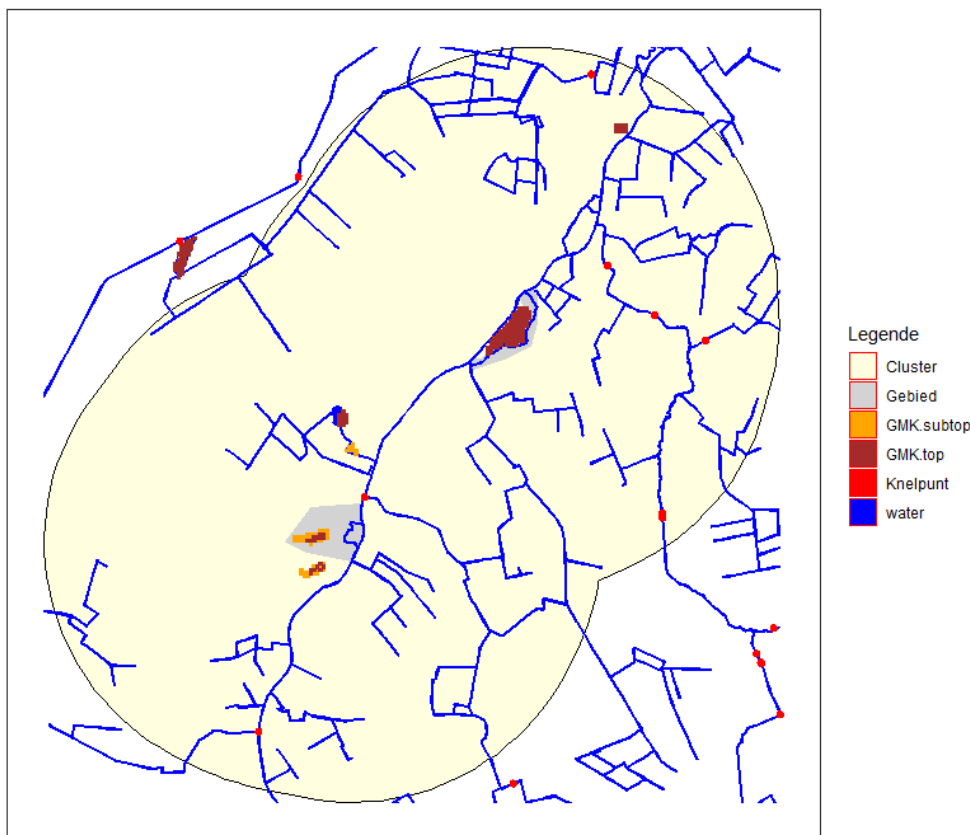 Legende
Cluster
Gebied
GMK.subtop
GMK.top
Knelpunt
water